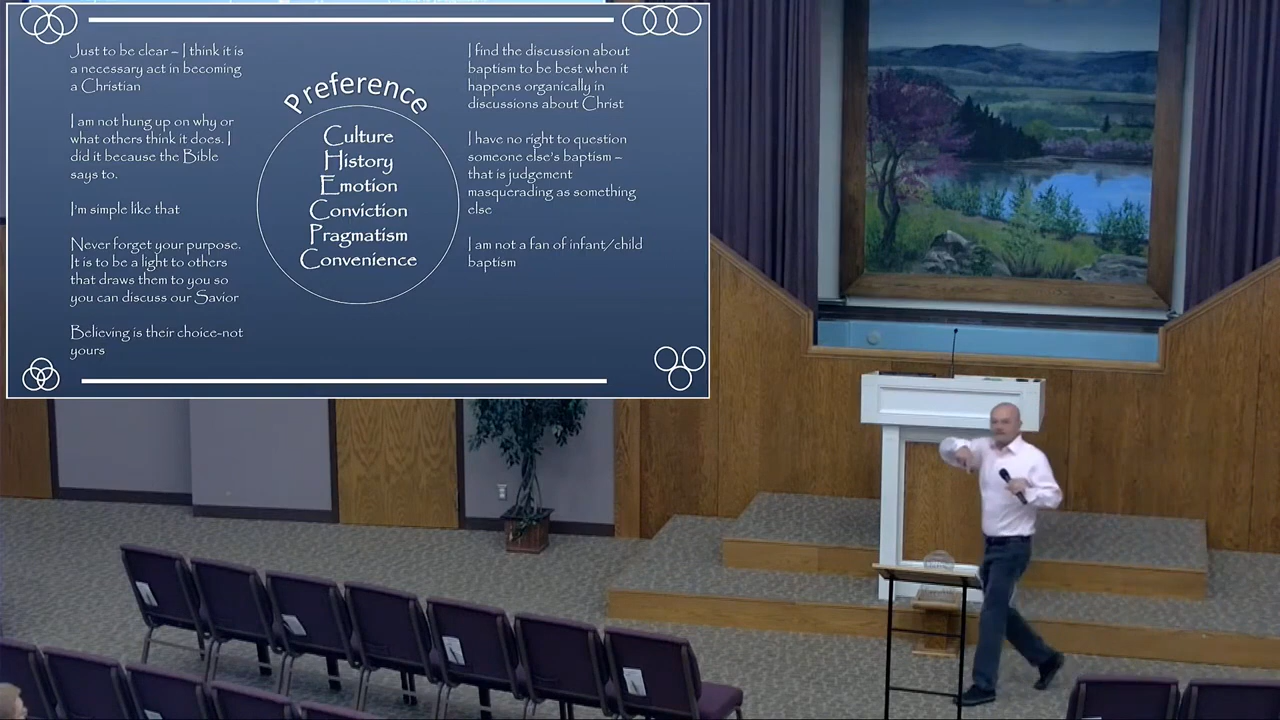 Just to be clear – I think it is
a necessary act in becoming
a Christian
I am not hung up on why or
what others think it does. I
did it because the Bible
says to.
I'm simple like that
Never forget your purpose.
It is to be a light to others
that draws them to you so
you can discuss our Savior
Believing is their choice-not
yours
Preference
Culture
History
Emotion
Conviction
Pragmatism
Convenience
I find the discussion about
baptism to be best when it
happens organically in
discussions about Christ
I have no right to question
someone else's baptism –
that is judgement
masquerading as something
else
I am not a fan of infant/child
baptism